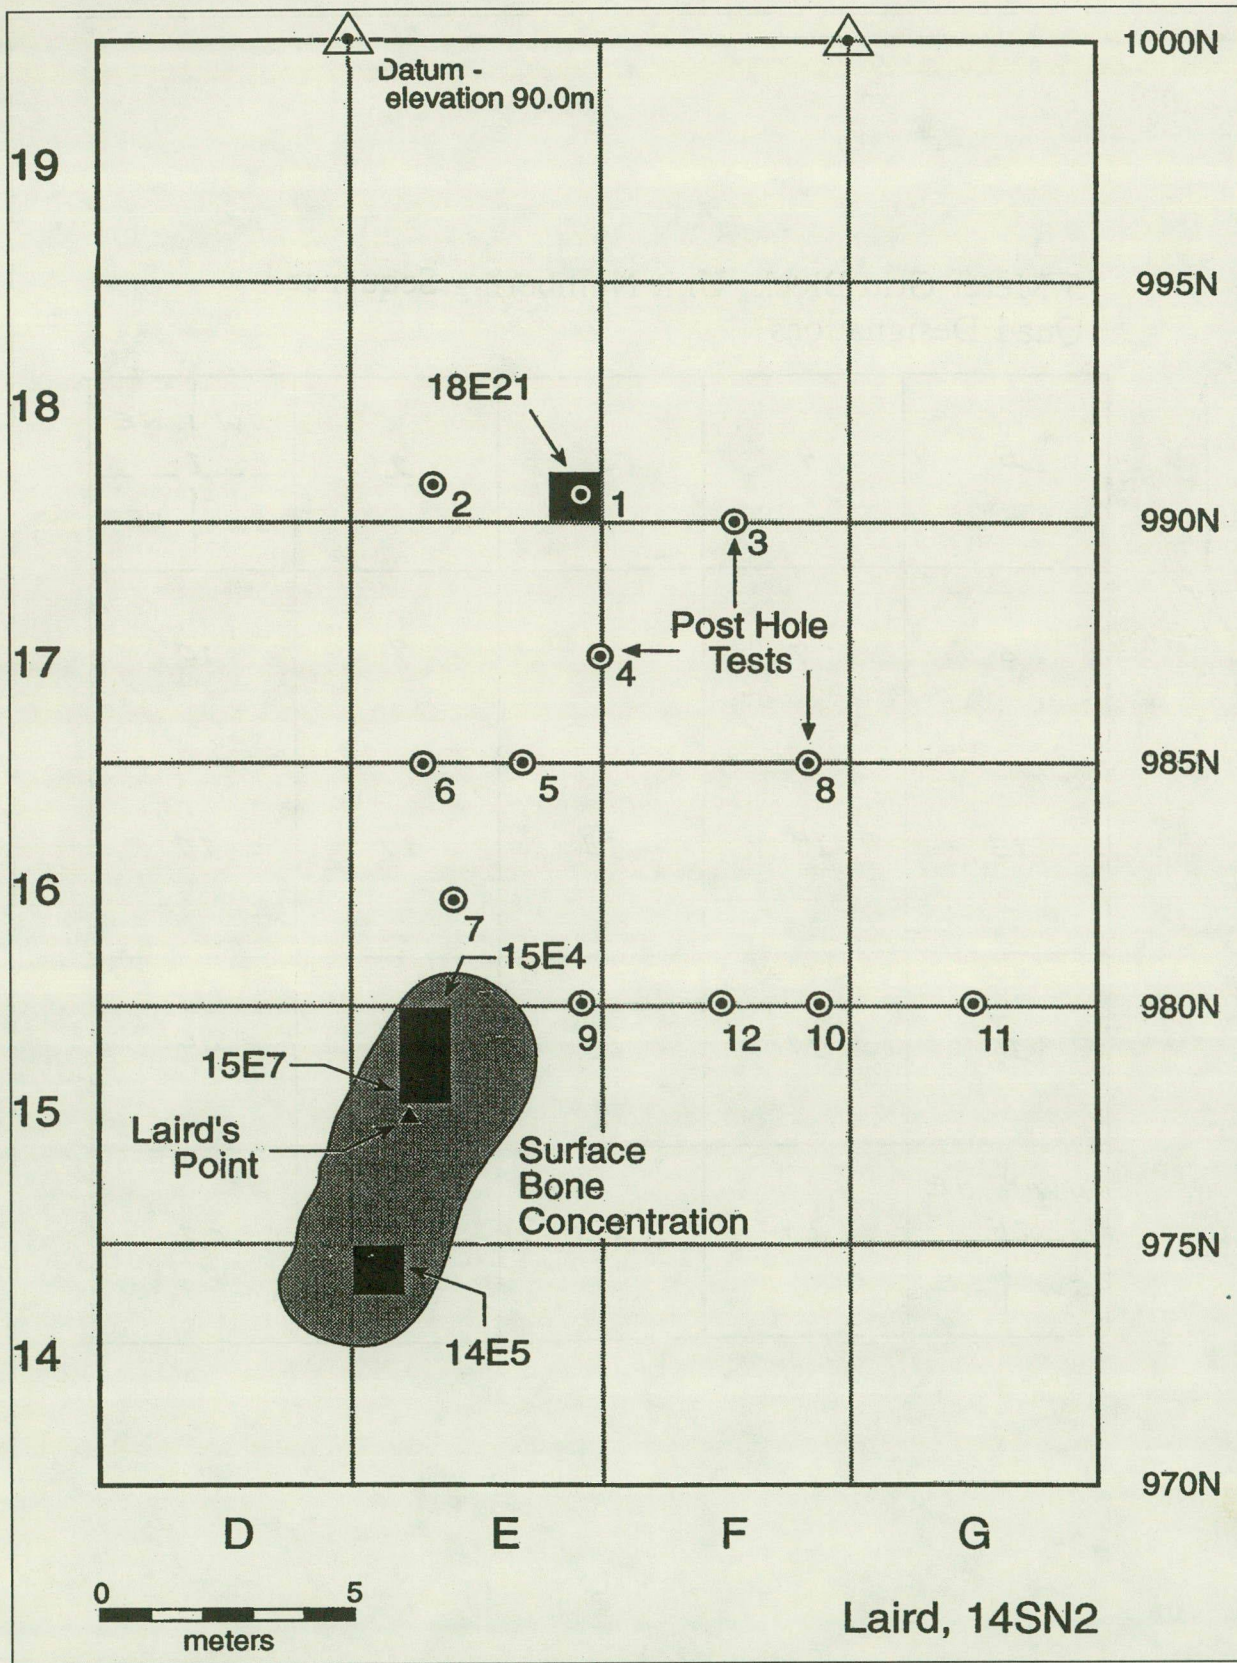 1000N
Datum -
elevation 90.0m
19
995N
18E21
18
2
1
990N
3
Post Hole
Tests
17
4
985N
6
5
8
16
7
15E4
980N
9
12
10
11
15E7
15
Laird's
Point
Surface
Bone
Concentration
975N
14E5
14
970N
D E F G
0 5
meters
Laird, 14SN2